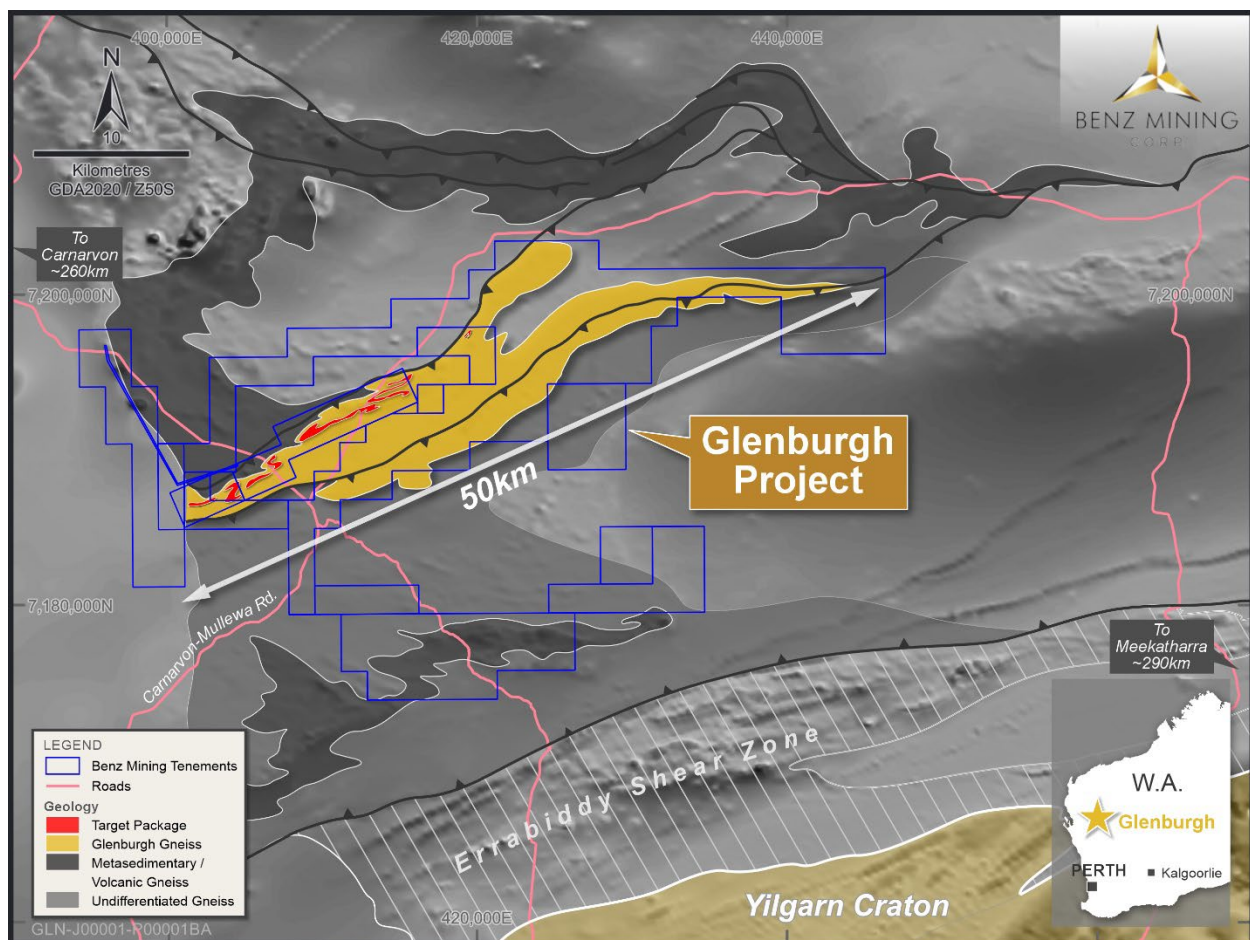 400,000E
420,000E
440,000E
N
10
Kilometres
GDA2020 / Z50S
BENZ MINING
CORP
To
Carnarvon
~260km
7,200,000N
7,200,000N
Glenburgh
Project
50km
7,180,000N
Carnarvon-Mullewa Rd.
To
Meekatharra
~290km
Errabiddy Shear Zone
Yilgarn Craton
420,000E
LEGEND
Benz Mining Tenements
Roads
Geology
Target Package
Glenburgh Gneiss
Metasedimentary /
Volcanic Gneiss
Undifferentiated Gneiss
GLN-J00001-P00001BA
W.A.
Glenburgh
PERTH
Kalgoorlie